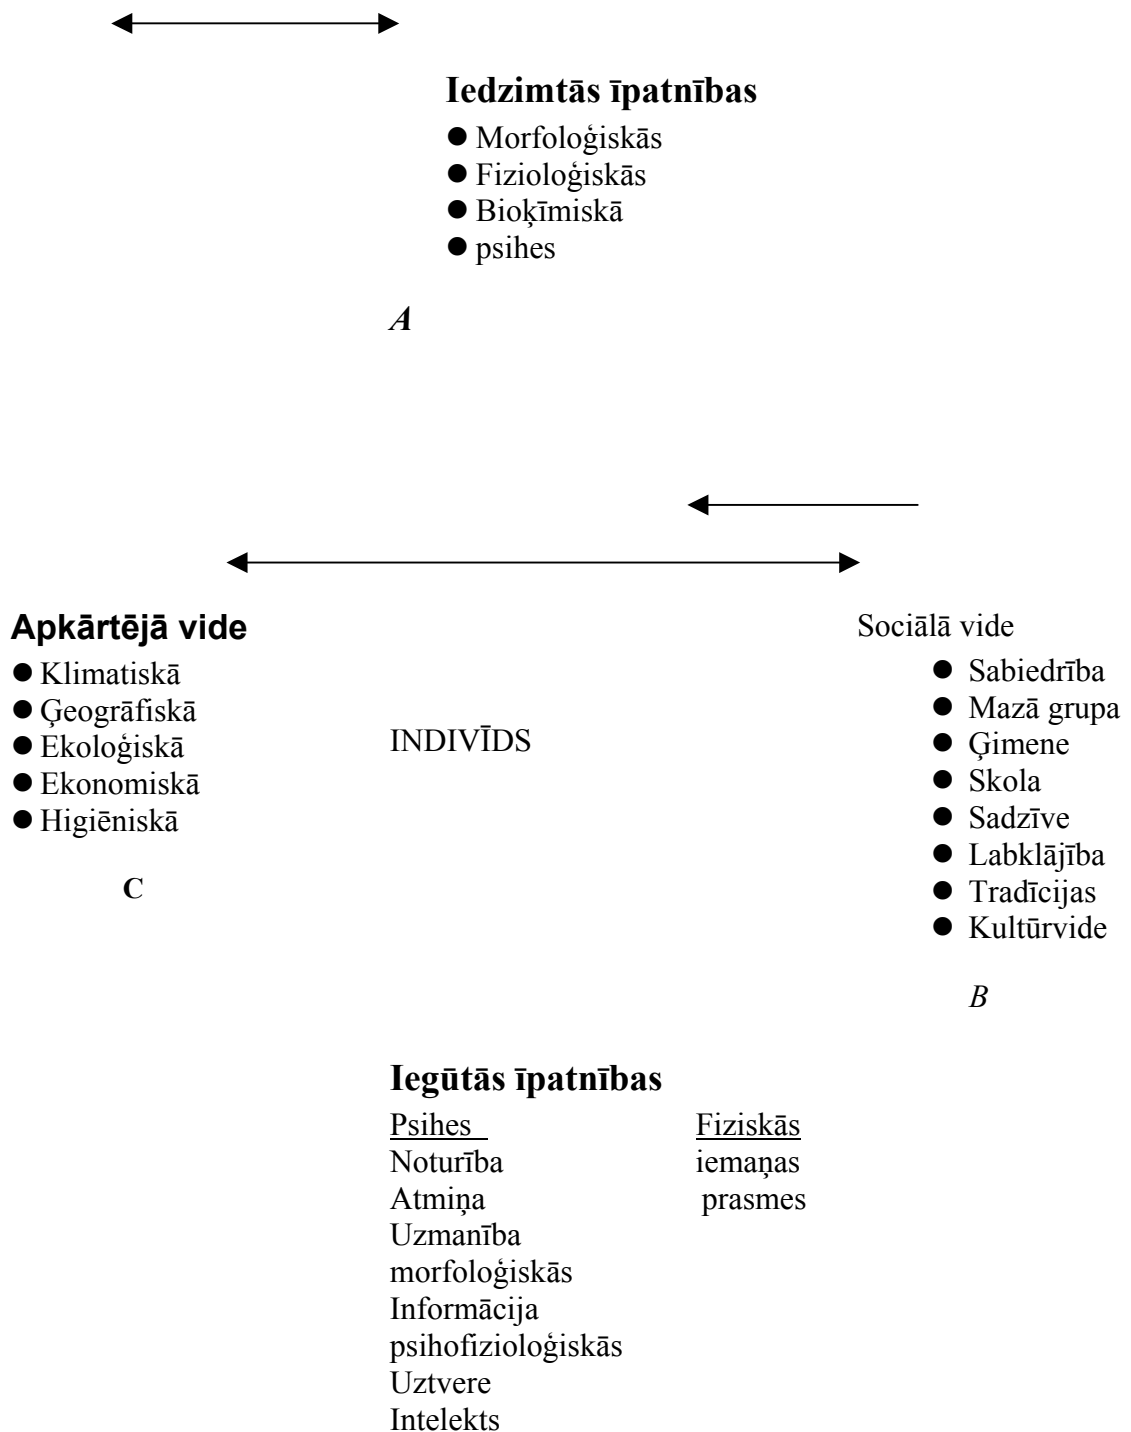 Iedzimtās īpatnības
● Morfoloģiskās
● Fizioloģiskās
● Bioķīmiskā
● psihes
A
Apkārtējā vide
● Klimatiskā
● Ģeogrāfiskā
● Ekoloģiskā
● Ekonomiskā
● Higiēniskā
C
INDIVĪDS
Sociālā vide
● Sabiedrība
● Mazā grupa
● Ģimene
● Skola
● Sadzīve
● Labklājība
● Tradīcijas
● Kultūrvide
B
Iegūtās īpatnības
Psihes Fiziskās
Noturība iemaņas
Atmiņa prasmes
Uzmanība
morfoloģiskās
Informācija
psihofizioloģiskās
Uztvere
Intelekts